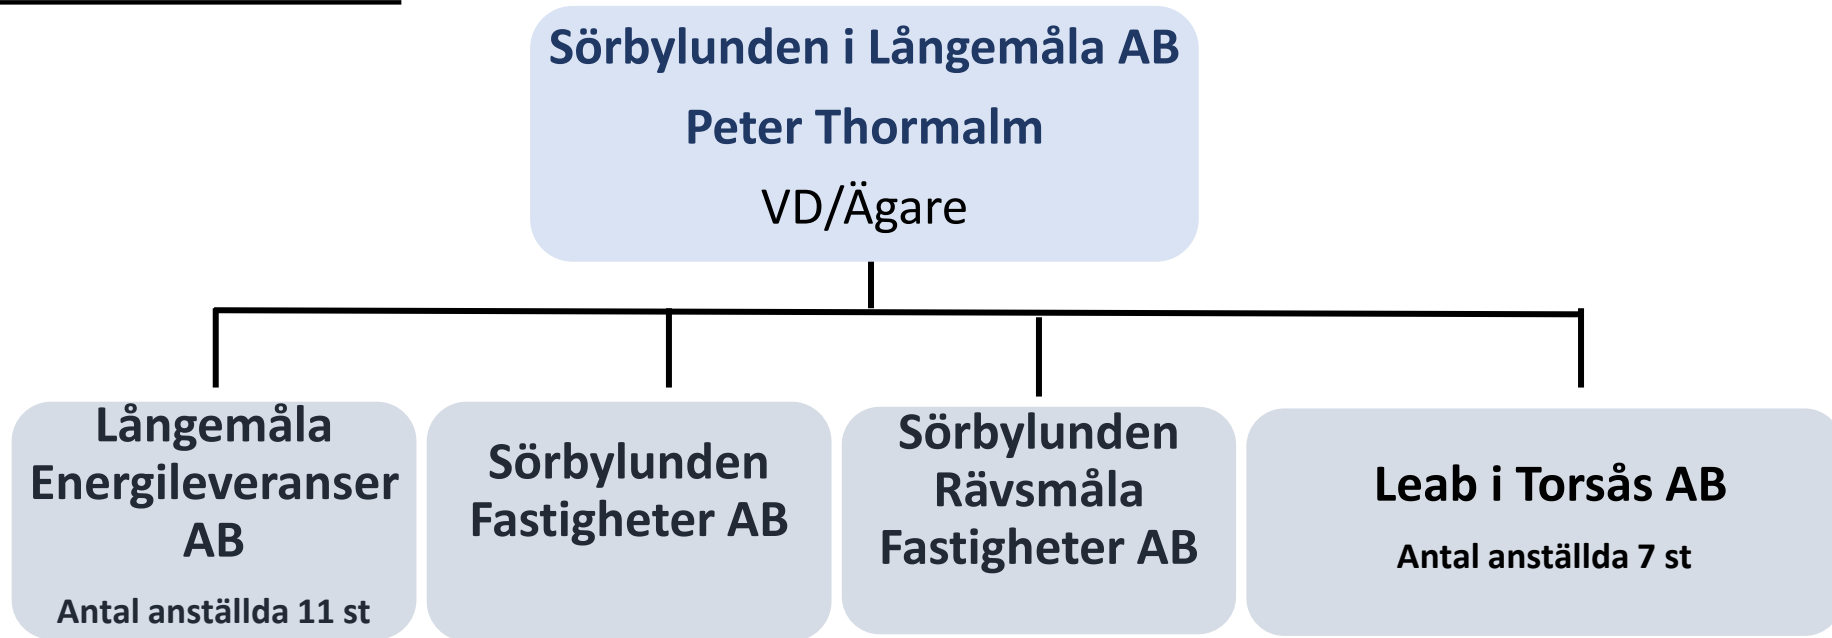 Sörbylunden i Långemåla AB
Peter Thormalm
VD/Ägare
Långemåla
Energileveranser
AB
Antal anställda 11 st
Sörbylunden
Fastigheter AB
Sörbylunden
Rävsmåla
Fastigheter AB
Leab i Torsås AB
Antal anställda 7 st